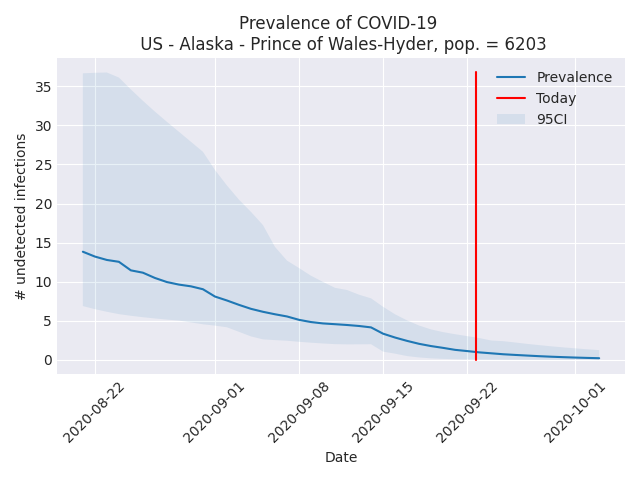 Prevalence of COVID-19
US - Alaska - Prince of Wales-Hyder, pop. = 6203
Prevalence
Today
95CI
# undetected infections
35
30
25
20
15
10
5
0
2020-08-22
2020-09-01
2020-09-08
2020-09-15
2020-09-22
2020-10-01
Date